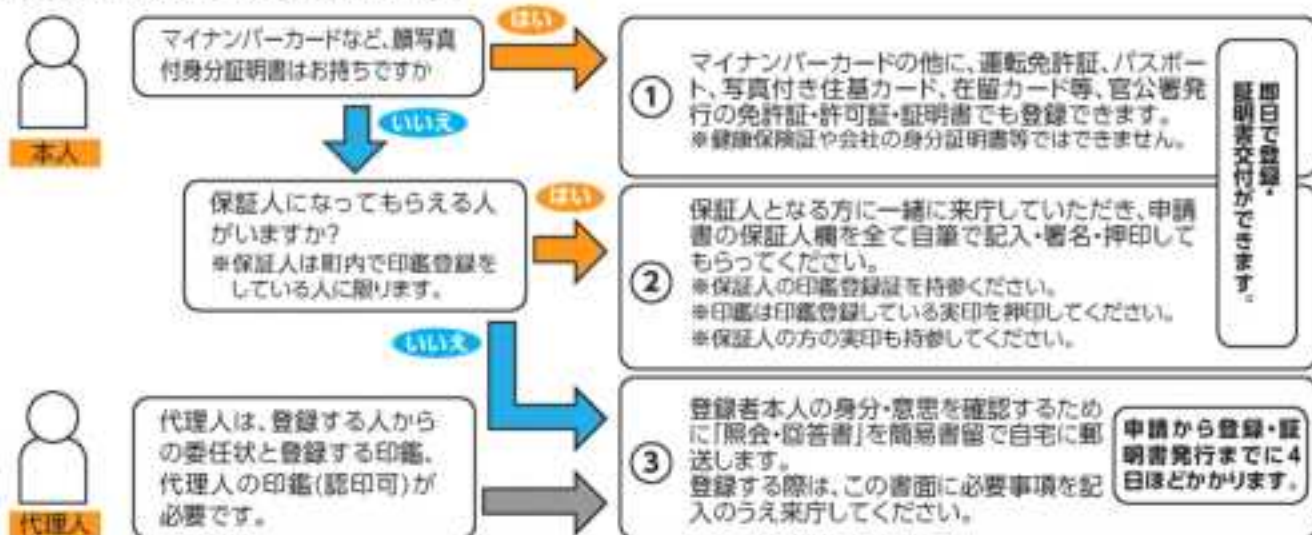 はい
マイナンバーカードなど、顔写真
付身分証明書はお持ちですか
本人
いいえ
①
マイナンバーカードの他に、運転免許証、パスポー
ト、写真付き住基カード、在留カード等、官公署発
行の免許証・許可証・証明書でも登録できます。
※健康保険証や会社の身分証明書等ではできません。
即日で登録・
証明書交付ができます。
保証人になってもらえる人
がいますか?
※保証人は町内で印鑑登録を
している人に限ります。
はい
いいえ
②
保証人となる方に一緒に来庁していただき、申請
書の保証人欄を全て自筆で記入・署名・押印して
もらってください。
※保証人の印鑑登録証を持参ください。
※印鑑は印鑑登録している実印を押印してください。
※保証人の方の実印も持参してください。
代理人
代理人は、登録する人から
の委任状と登録する印鑑、
代理人の印鑑(認印可)が
必要です。
③
登録者本人の身分・意思を確認するため
に「照会・回答書」を簡易書留で自宅に郵
送します。
登録する際は、この書面に必要事項を記
入のうえ来庁してください。
申請から登録・証
明書発行までに4
日ほどかかります。